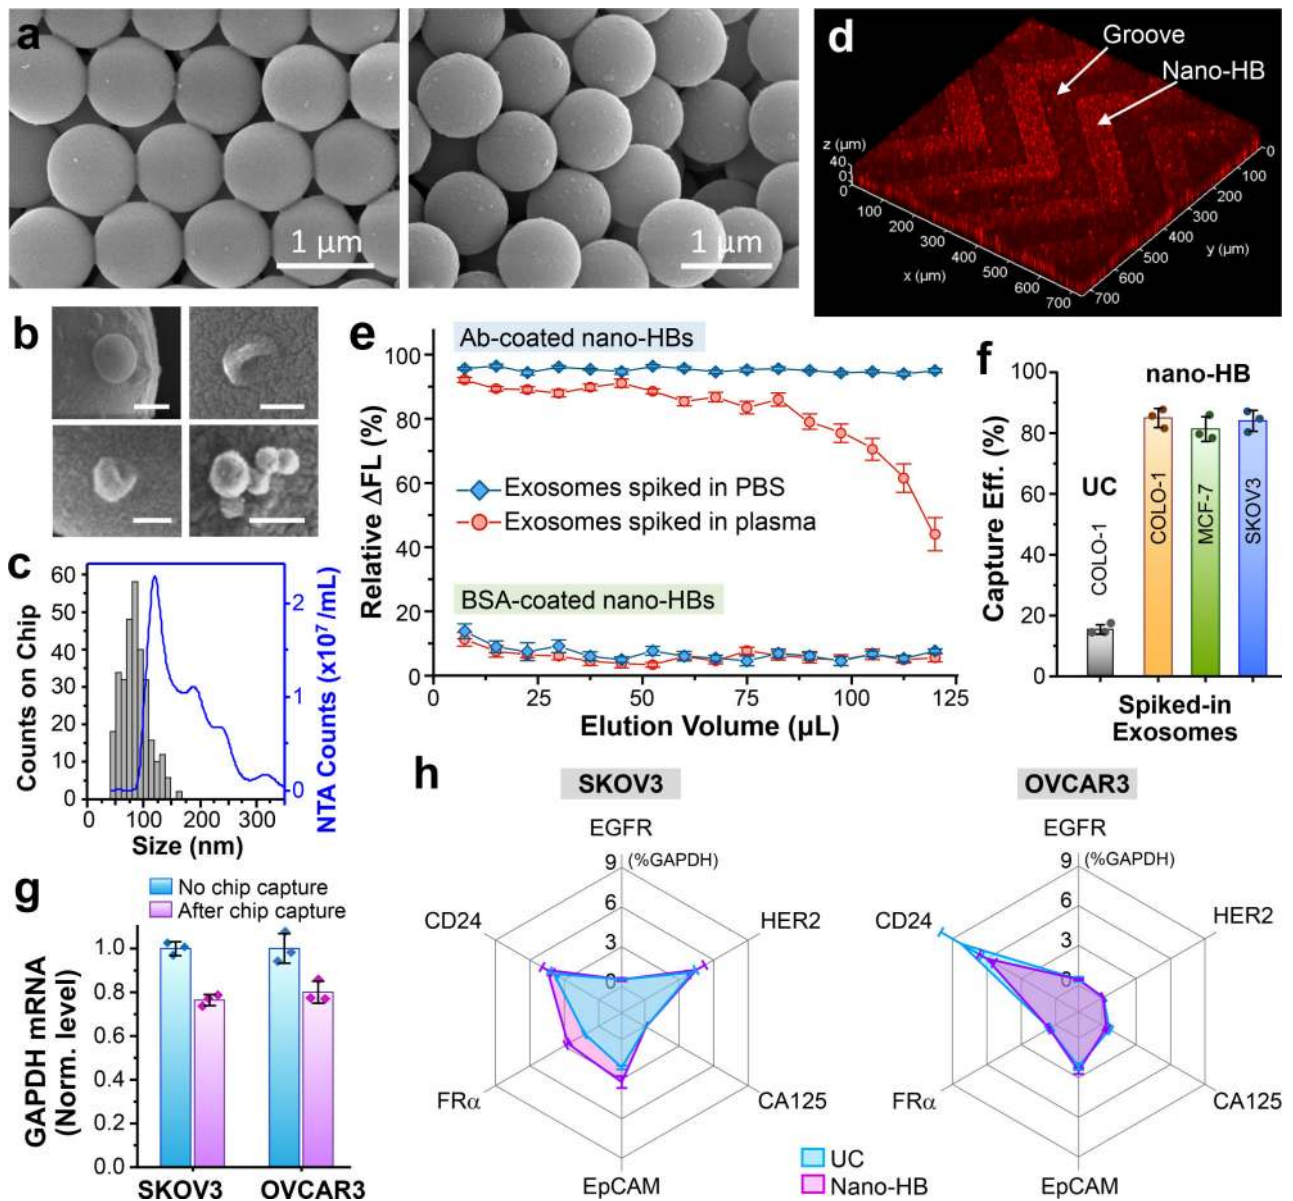 a
1 μm
1 μm
d
Groove
Nano-HB
z (μm)
40
0
0
100
200
300
400
500
600
700
x (μm)
0
100
200
300
400
500
600
700
y (μm)
b
c
Counts on Chip
60
50
40
30
20
10
0
0
100
200
300
Size (nm)
2
1
0
NTA Counts (x10⁷/mL)
e
Ab-coated nano-HBs
Exosomes spiked in PBS
Exosomes spiked in plasma
BSA-coated nano-HBs
Relative ΔFL (%)
100
80
60
40
20
0
0
25
50
75
100
125
Elution Volume (μL)
f
nano-HB
UC
Capture Eff. (%)
100
80
60
40
20
0
COLO-1
COLO-1
MCF-7
SKOV3
Spiked-in
Exosomes
g
No chip capture
After chip capture
GAPDH mRNA
(Norm. level)
1.0
0.8
0.6
0.4
0.2
0.0
SKOV3
OVCAR3
h
SKOV3
EGFR
9
(%GAPDH)
6
3
0
CD24
HER2
FRα
CA125
EpCAM
OVCAR3
EGFR
9
(%GAPDH)
6
3
0
CD24
HER2
FRα
CA125
EpCAM
UC
Nano-HB